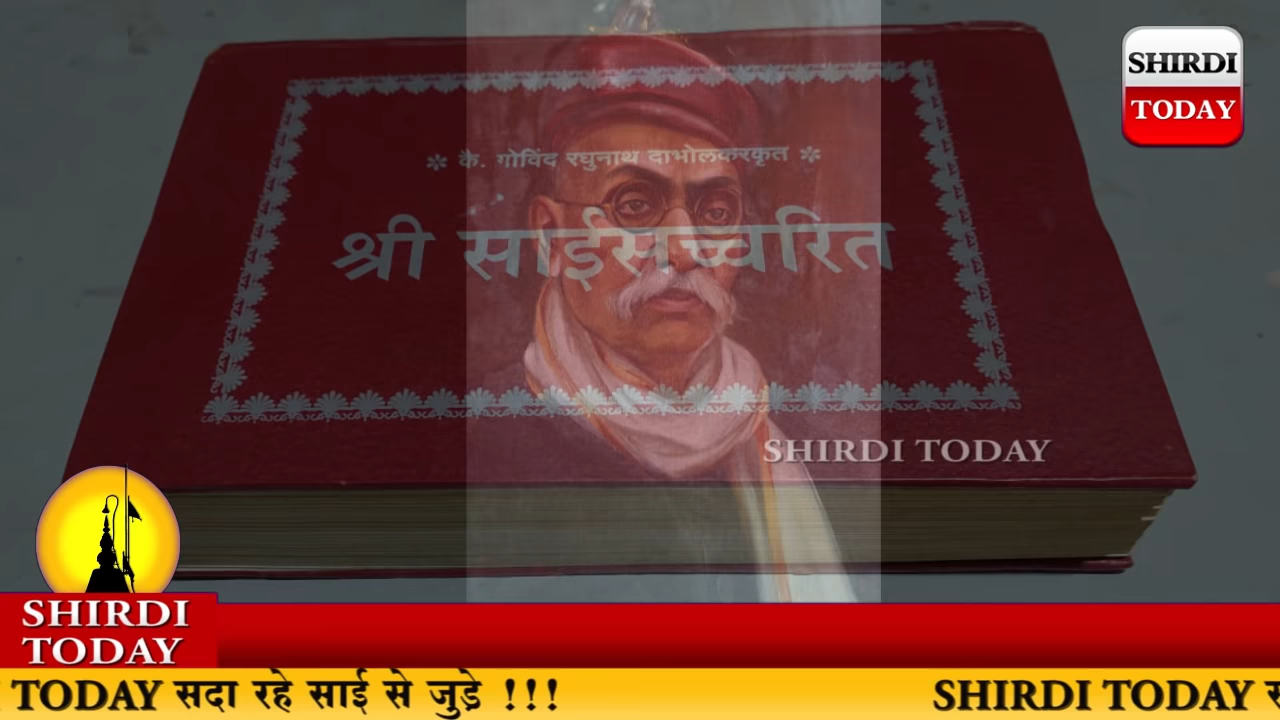 SHIRDI
TODAY
* कै. गोविंद रघुनाथ दाभोलकरकृत *
श्री साईसच्चरित
SHIRDI TODAY
SHIRDI
TODAY
TODAY सदा रहे साई से जुड़े !!!
SHIRDI TODAY